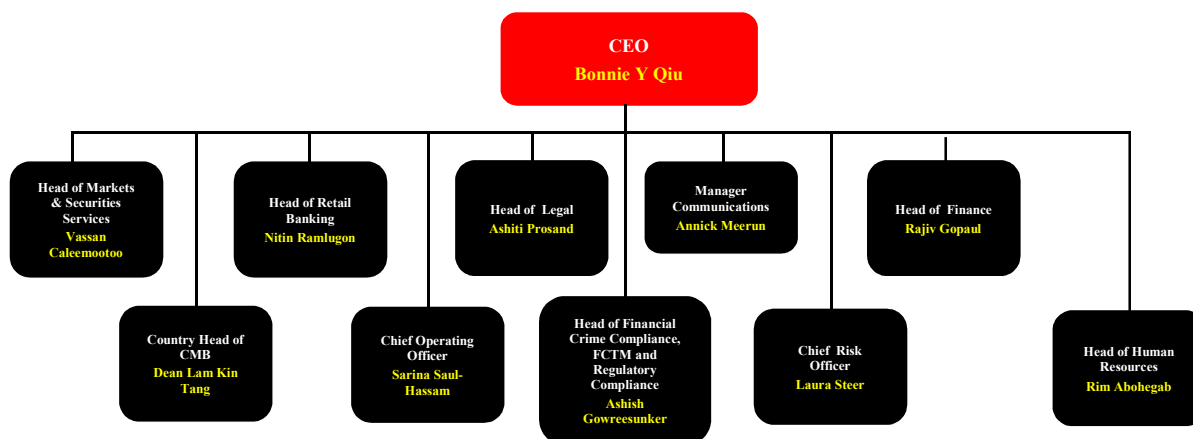 CEO
Bonnie Y Qiu
Head of Markets
& Securities
Services
Vassan
Caleemootoo
Head of Retail
Banking
Nitin Ramlugon
Head of Legal
Ashiti Prosand
Manager
Communications
Annick Meerun
Head of Finance
Rajiv Gopaul
Country Head of
CMB
Dean Lam Kin
Tang
Chief Operating
Officer
Sarina Saul-
Hassam
Head of Financial
Crime Compliance,
FCTM and
Regulatory
Compliance
Ashish
Gowreesunker
Chief Risk
Officer
Laura Steer
Head of Human
Resources
Rim Abohegab